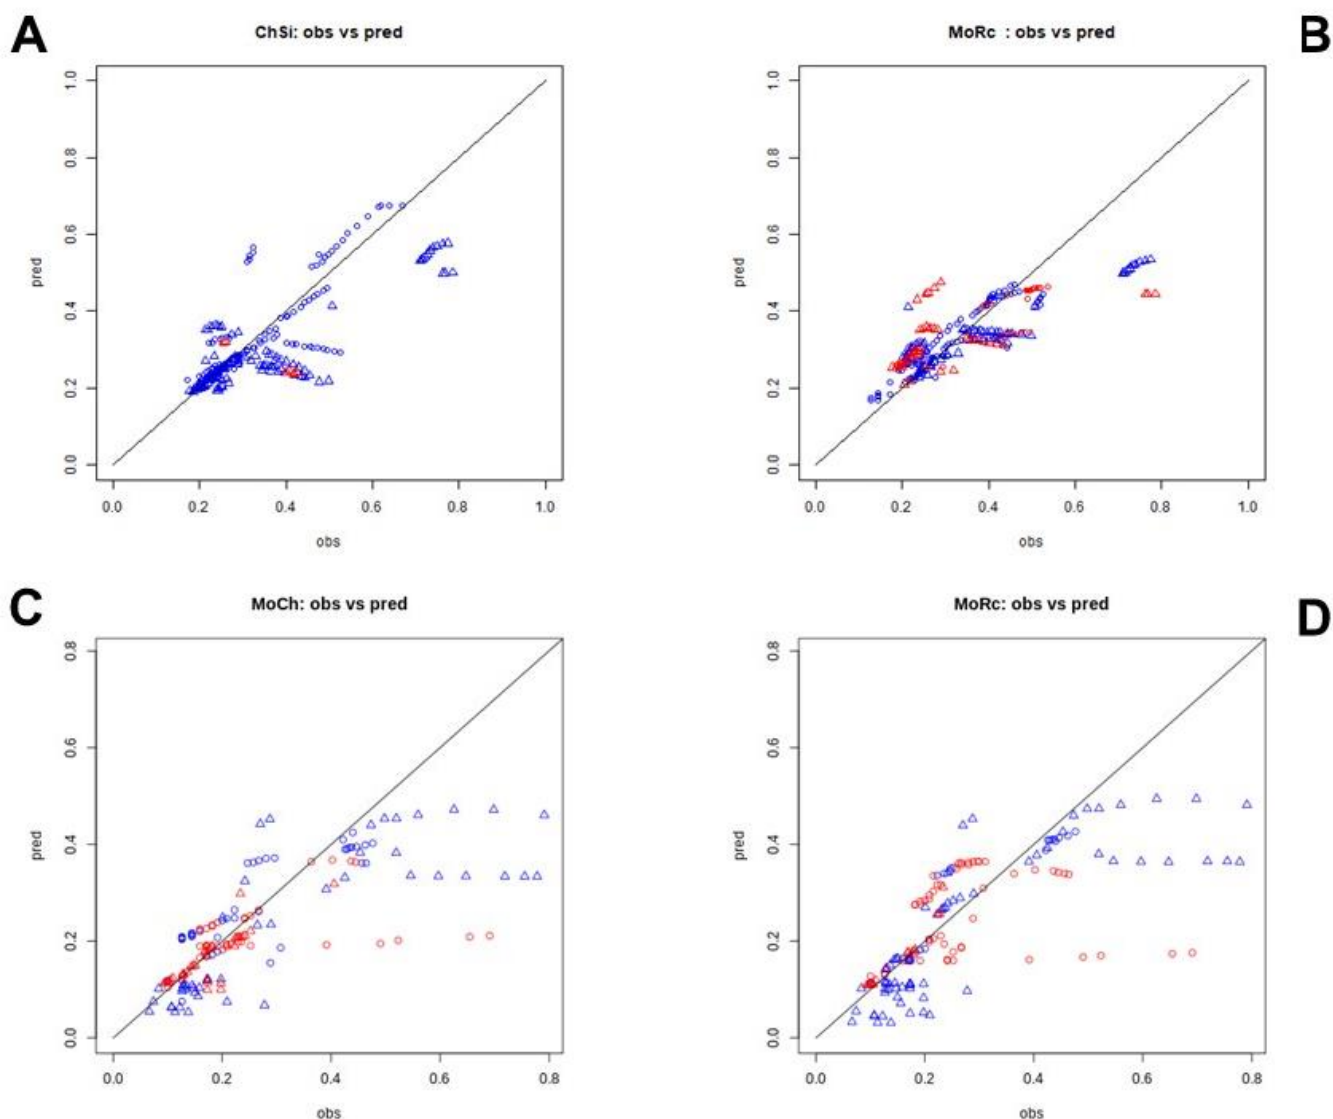 A
ChSi: obs vs pred
pred
1.0
0.8
0.6
0.4
0.2
0.0
0.0 0.2 0.4 0.6 0.8 1.0
obs
B
MoRc : obs vs pred
pred
1.0
0.8
0.6
0.4
0.2
0.0
0.0 0.2 0.4 0.6 0.8 1.0
obs
C
MoCh: obs vs pred
pred
0.8
0.6
0.4
0.2
0.0
0.0 0.2 0.4 0.6 0.8
obs
D
MoRc: obs vs pred
pred
0.8
0.6
0.4
0.2
0.0
0.0 0.2 0.4 0.6 0.8
obs